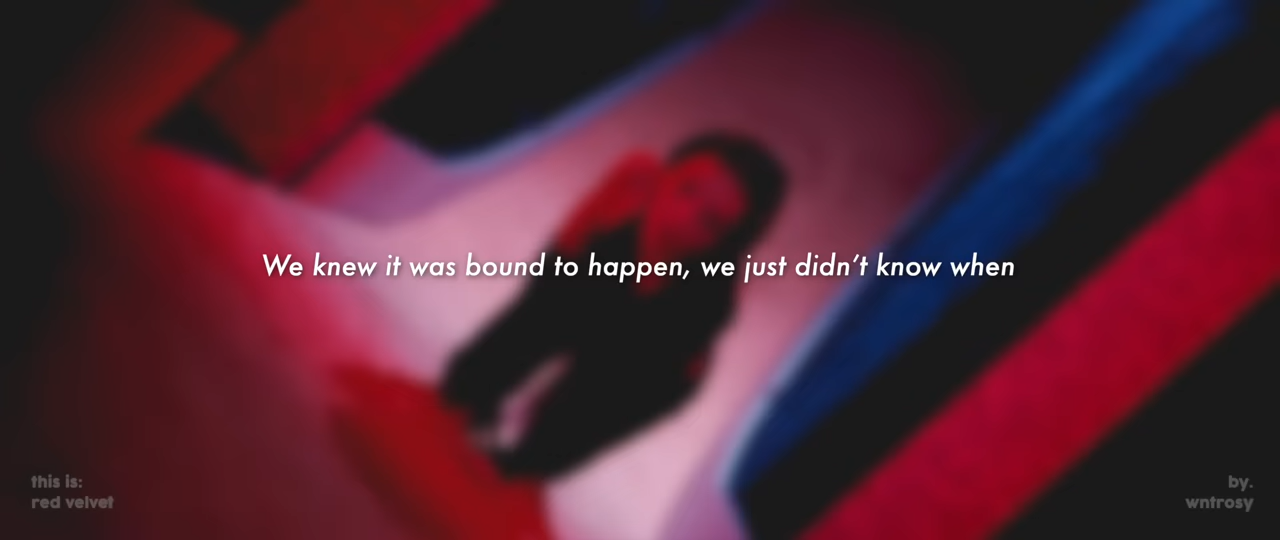 We knew it was bound to happen, we just didn’t know when
this is:
red velvet
by.
wntrosy